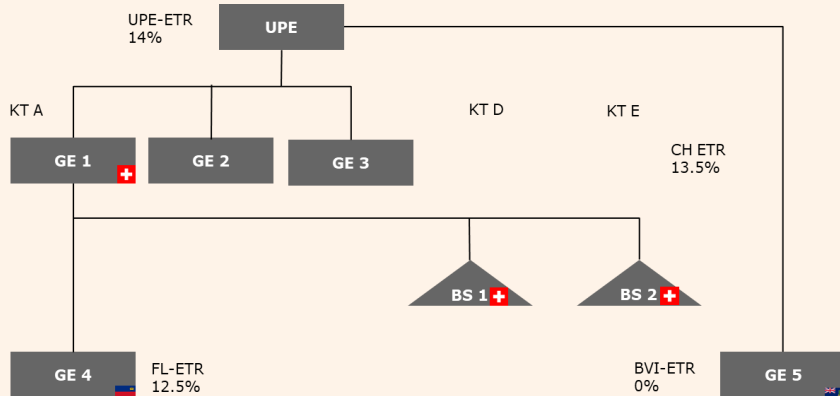 UPE-ETR
14%
UPE
KT A
KT D
KT E
GE 1
GE 2
GE 3
CH ETR
13.5%
BS 1
BS 2
GE 4
FL-ETR
12.5%
BVI-ETR
0%
GE 5